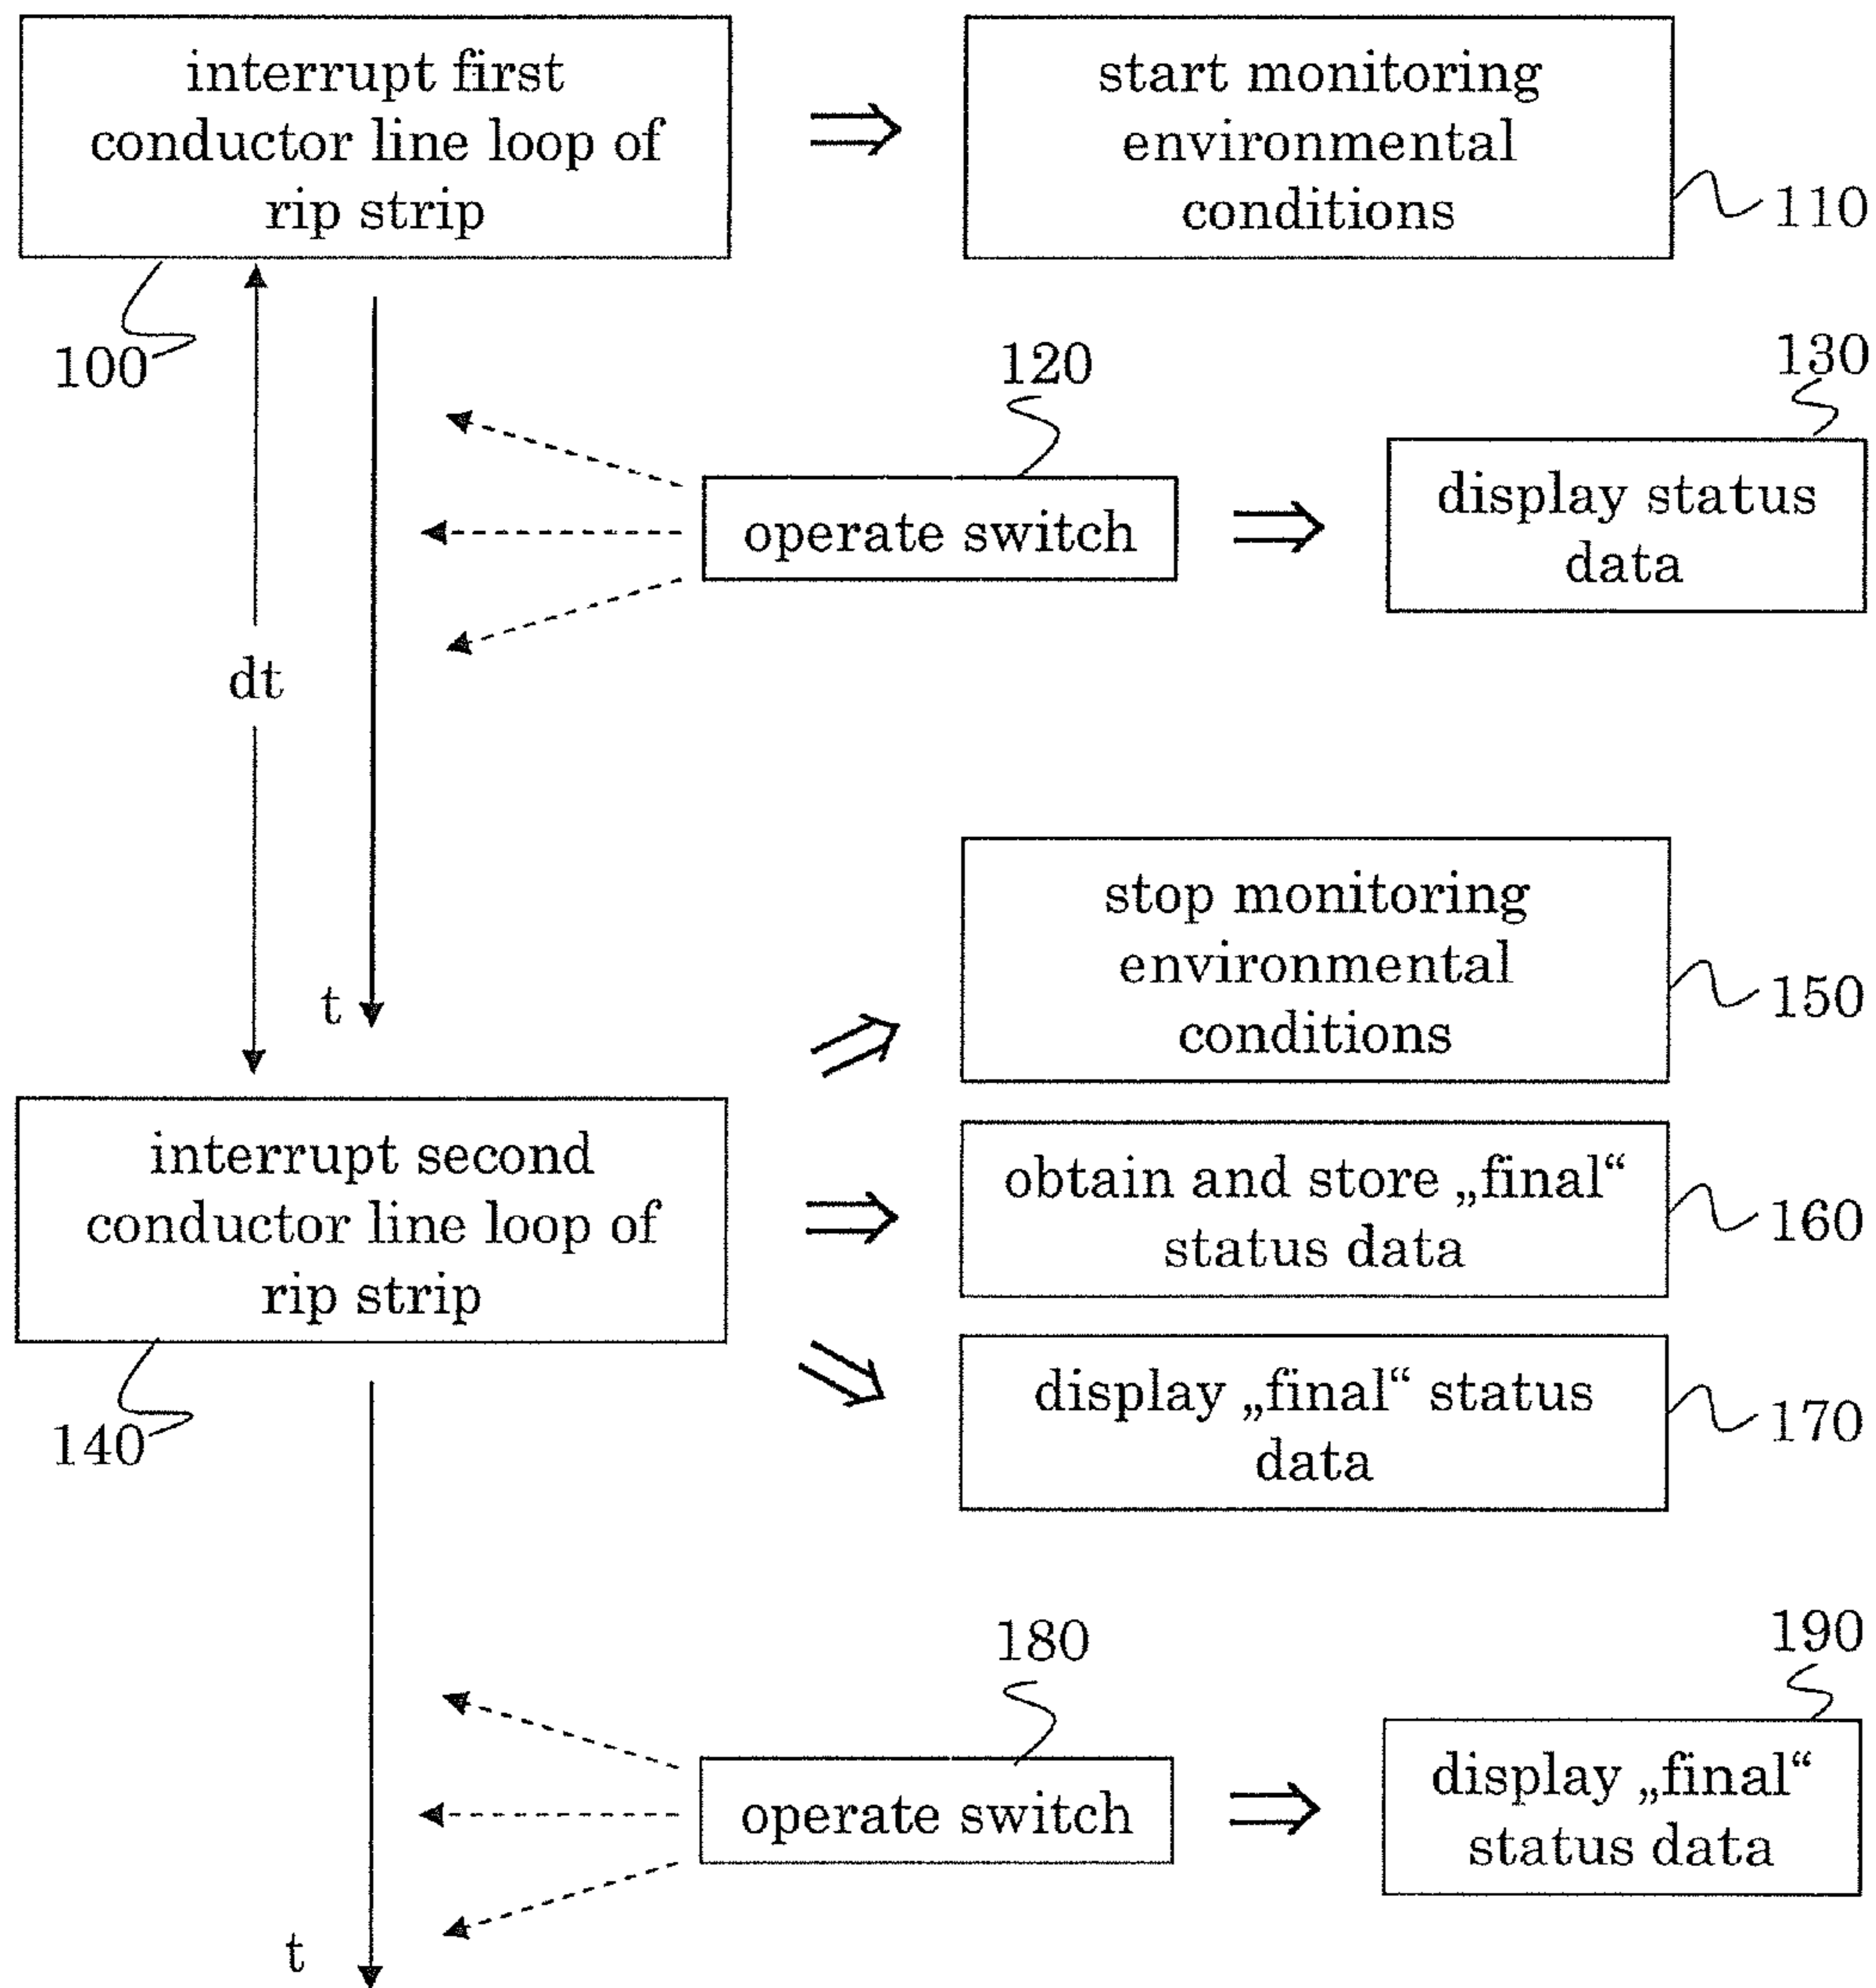 interrupt first
conductor line loop of
rip strip
start monitoring
environmental
conditions
110
100
120
130
operate switch
display status
data
dt
t
stop monitoring
environmental
conditions
150
interrupt second
conductor line loop of
rip strip
140
obtain and store „final“
status data
160
display „final“ status
data
170
180
190
operate switch
display „final“
status data
t